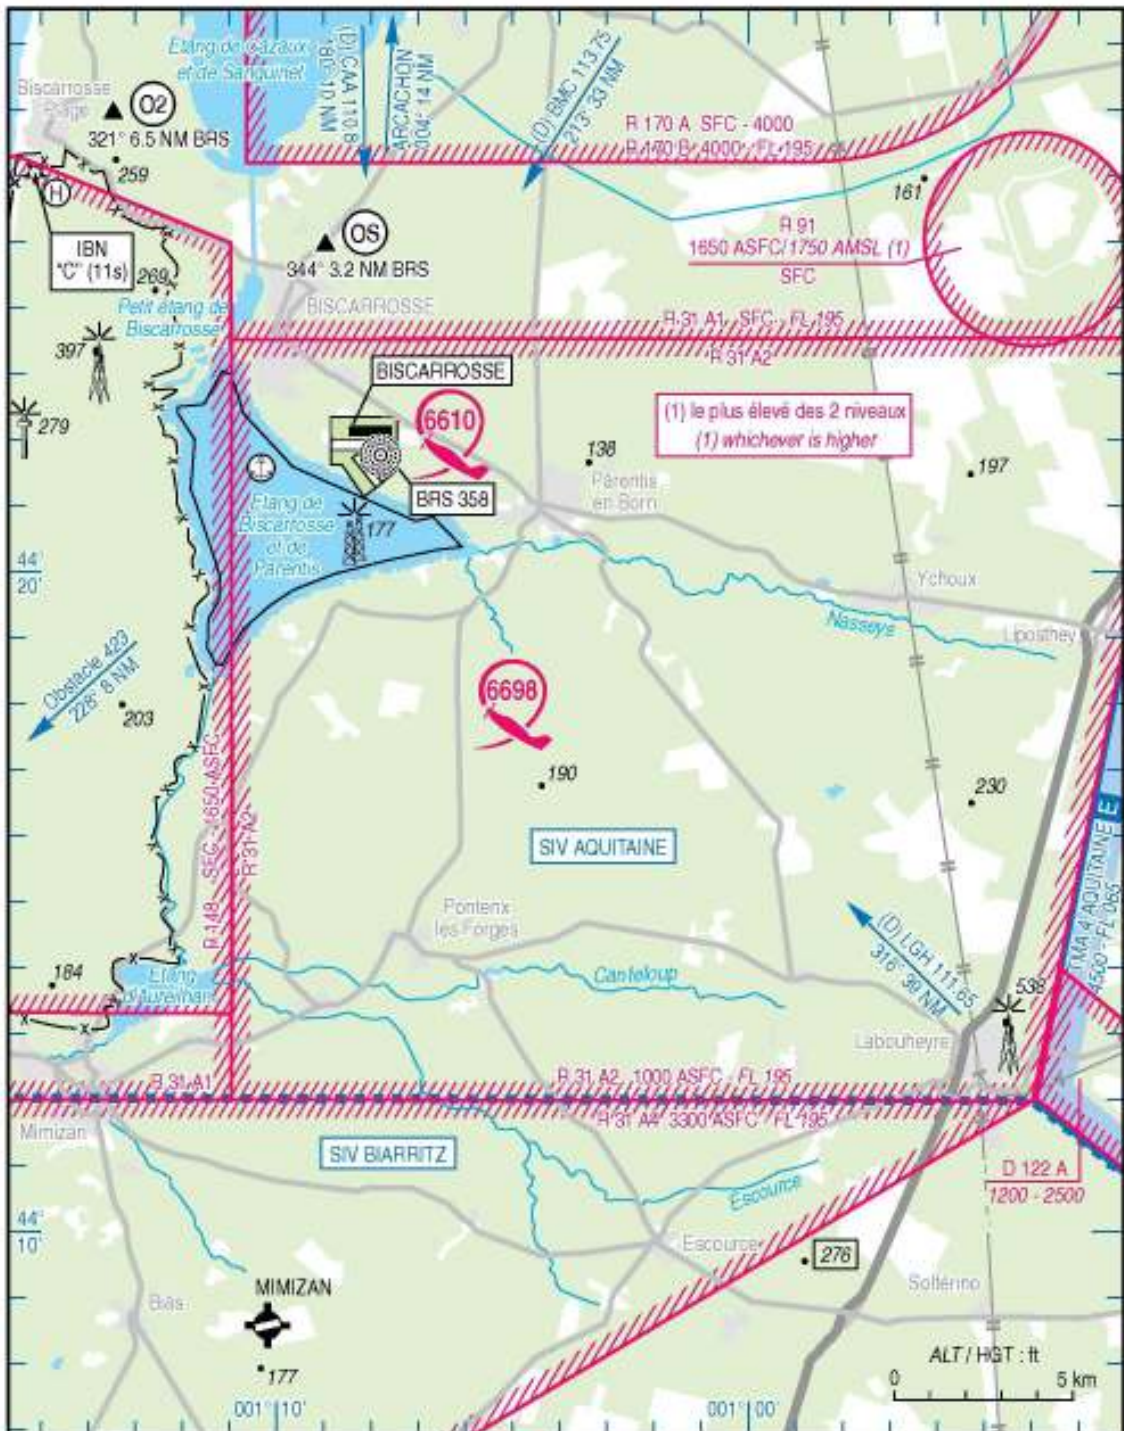 Etang de Cazaux
et de Sanguinet
(D) CAA 110.8
180° 10 NM
ARCACHON
004° 14 NM
(D) BMC 113.75
213° 33 NM
Biscarrosse
Plage
O2
321° 6.5 NM BRS
259
H
R 170 A SFC - 4000
R 170 B 4000 - FL 195
161
IBN
"C" (11s)
269
OS
344° 3.2 NM BRS
BISCARROSSE
R 91
1650 ASFC/1750 AMSL (1)
SFC
Petit étang de
Biscarrosse
R 31 A1 SFC - FL 195
R 31 A2
397
279
BISCARROSSE
6610
(1) le plus élevé des 2 niveaux
(1) whichever is higher
138
197
Parentis
en Born
BRS 358
177
Etang de
Biscarrosse
et de
Parentis
44°
20'
Ychoux
Nasseys
Liposthey
Obstacle 423
228° 8 NM
203
6698
190
230
R 148 SFC - 1650 ASFC
R 31 A2
SIV AQUITAINE
TMA 4 AQUITAINE E
4500 - FL 065
Pontenx
les Forges
(D) LGH 111.65
316° 39 NM
184
Etang
d'Aureilhan
Canteloup
538
Labouheyre
R 31 A1
R 31 A2 1000 ASFC - FL 195
R 31 A4 3300 ASFC - FL 195
Mimizan
SIV BIARRITZ
D 122 A
1200 - 2500
Escource
44°
10'
Escource
276
Solférino
MIMIZAN
Bias
177
ALT / HGT : ft
0 5 km
001° 10'
001° 00'